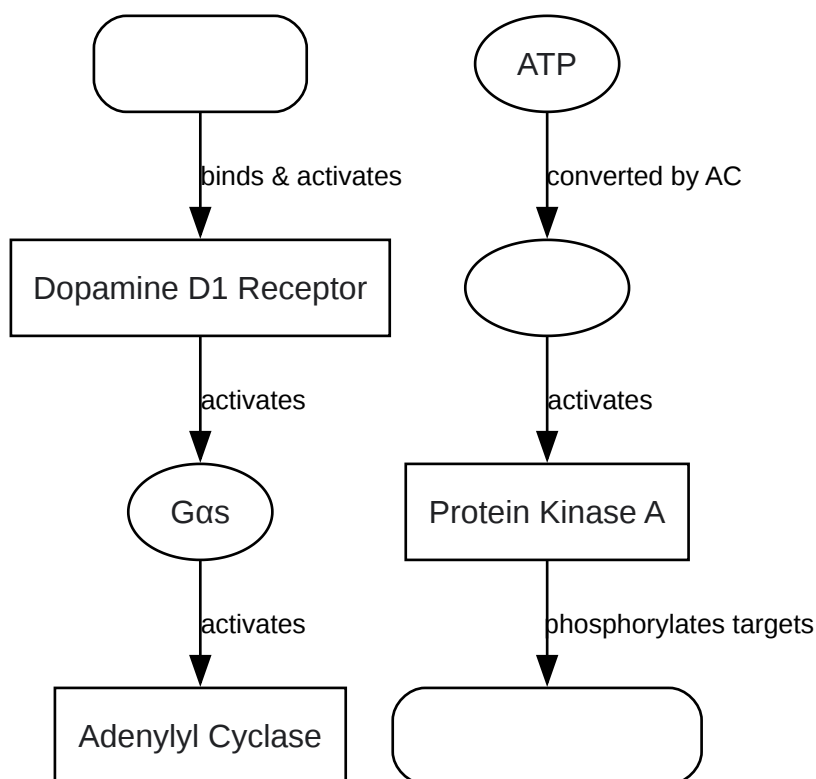 ATP
binds & activates
converted by AC
Dopamine D1 Receptor
activates
activates
Gαs
Protein Kinase A
activates
phosphorylates targets
Adenylyl Cyclase